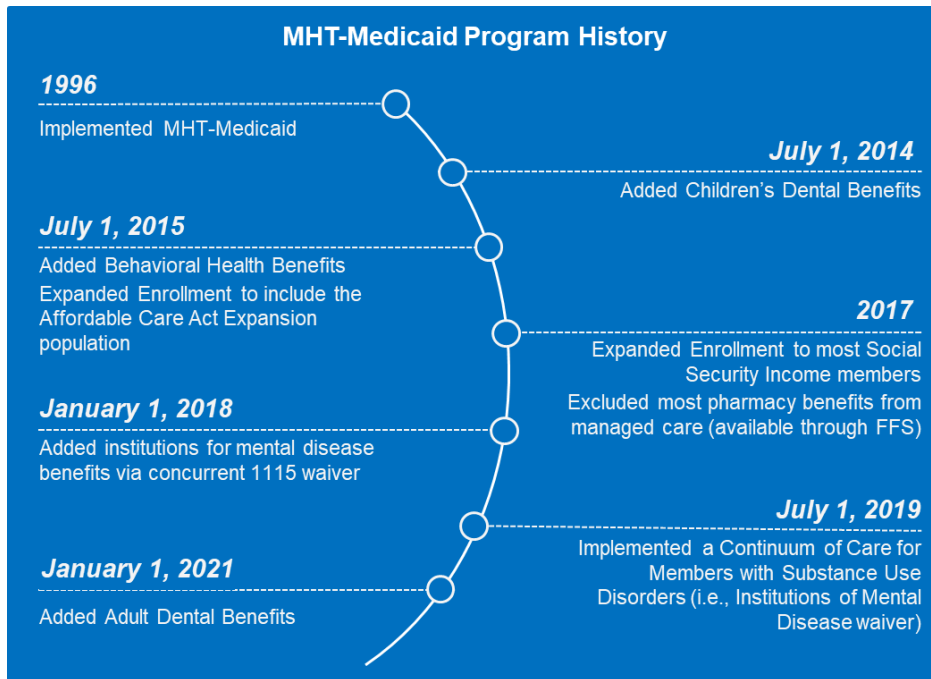 MHT-Medicaid Program History
1996
Implemented MHT-Medicaid
July 1, 2014
Added Children's Dental Benefits
July 1, 2015
Added Behavioral Health Benefits
Expanded Enrollment to include the
Affordable Care Act Expansion
population
2017
Expanded Enrollment to most Social
Security Income members
Excluded most pharmacy benefits from
managed care (available through FFS)
January 1, 2018
Added institutions for mental disease
benefits via concurrent 1115 waiver
July 1, 2019
Implemented a Continuum of Care for
Members with Substance Use
Disorders (i.e., Institutions of Mental
Disease waiver)
January 1, 2021
Added Adult Dental Benefits